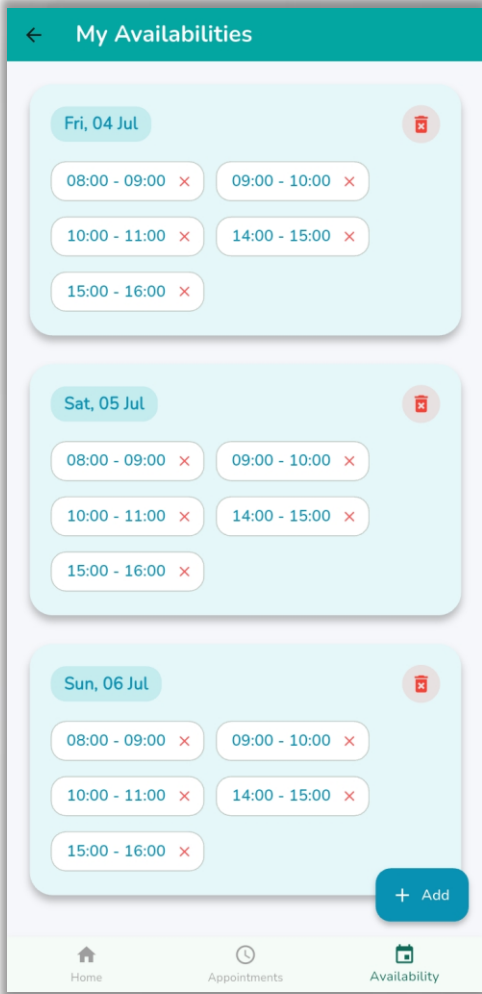 My Availabilities
Fri, 04 Jul
08:00 - 09:00 09:00 - 10:00
10:00 - 11:00 14:00 - 15:00
15:00 - 16:00
Sat, 05 Jul
08:00 - 09:00 09:00 - 10:00
10:00 - 11:00 14:00 - 15:00
15:00 - 16:00
Sun, 06 Jul
08:00 - 09:00 09:00 - 10:00
10:00 - 11:00 14:00 - 15:00
15:00 - 16:00
+ Add
Home Appointments Availability